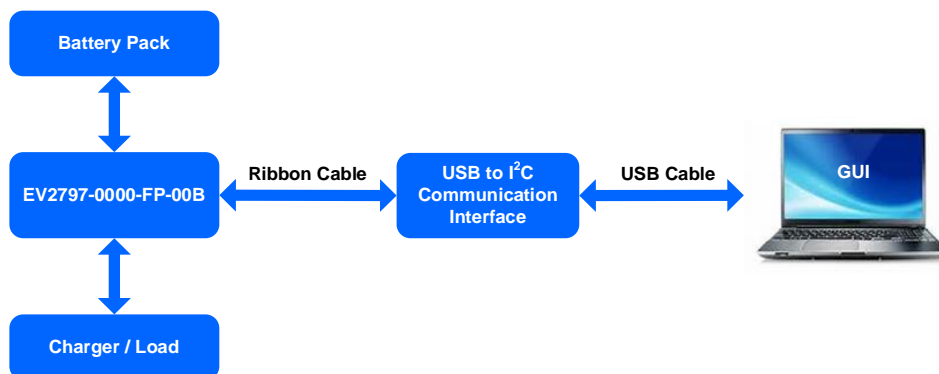 Battery Pack
EV2797-0000-FP-00B
Ribbon Cable
USB to I²C
Communication
Interface
USB Cable
GUI
Charger / Load